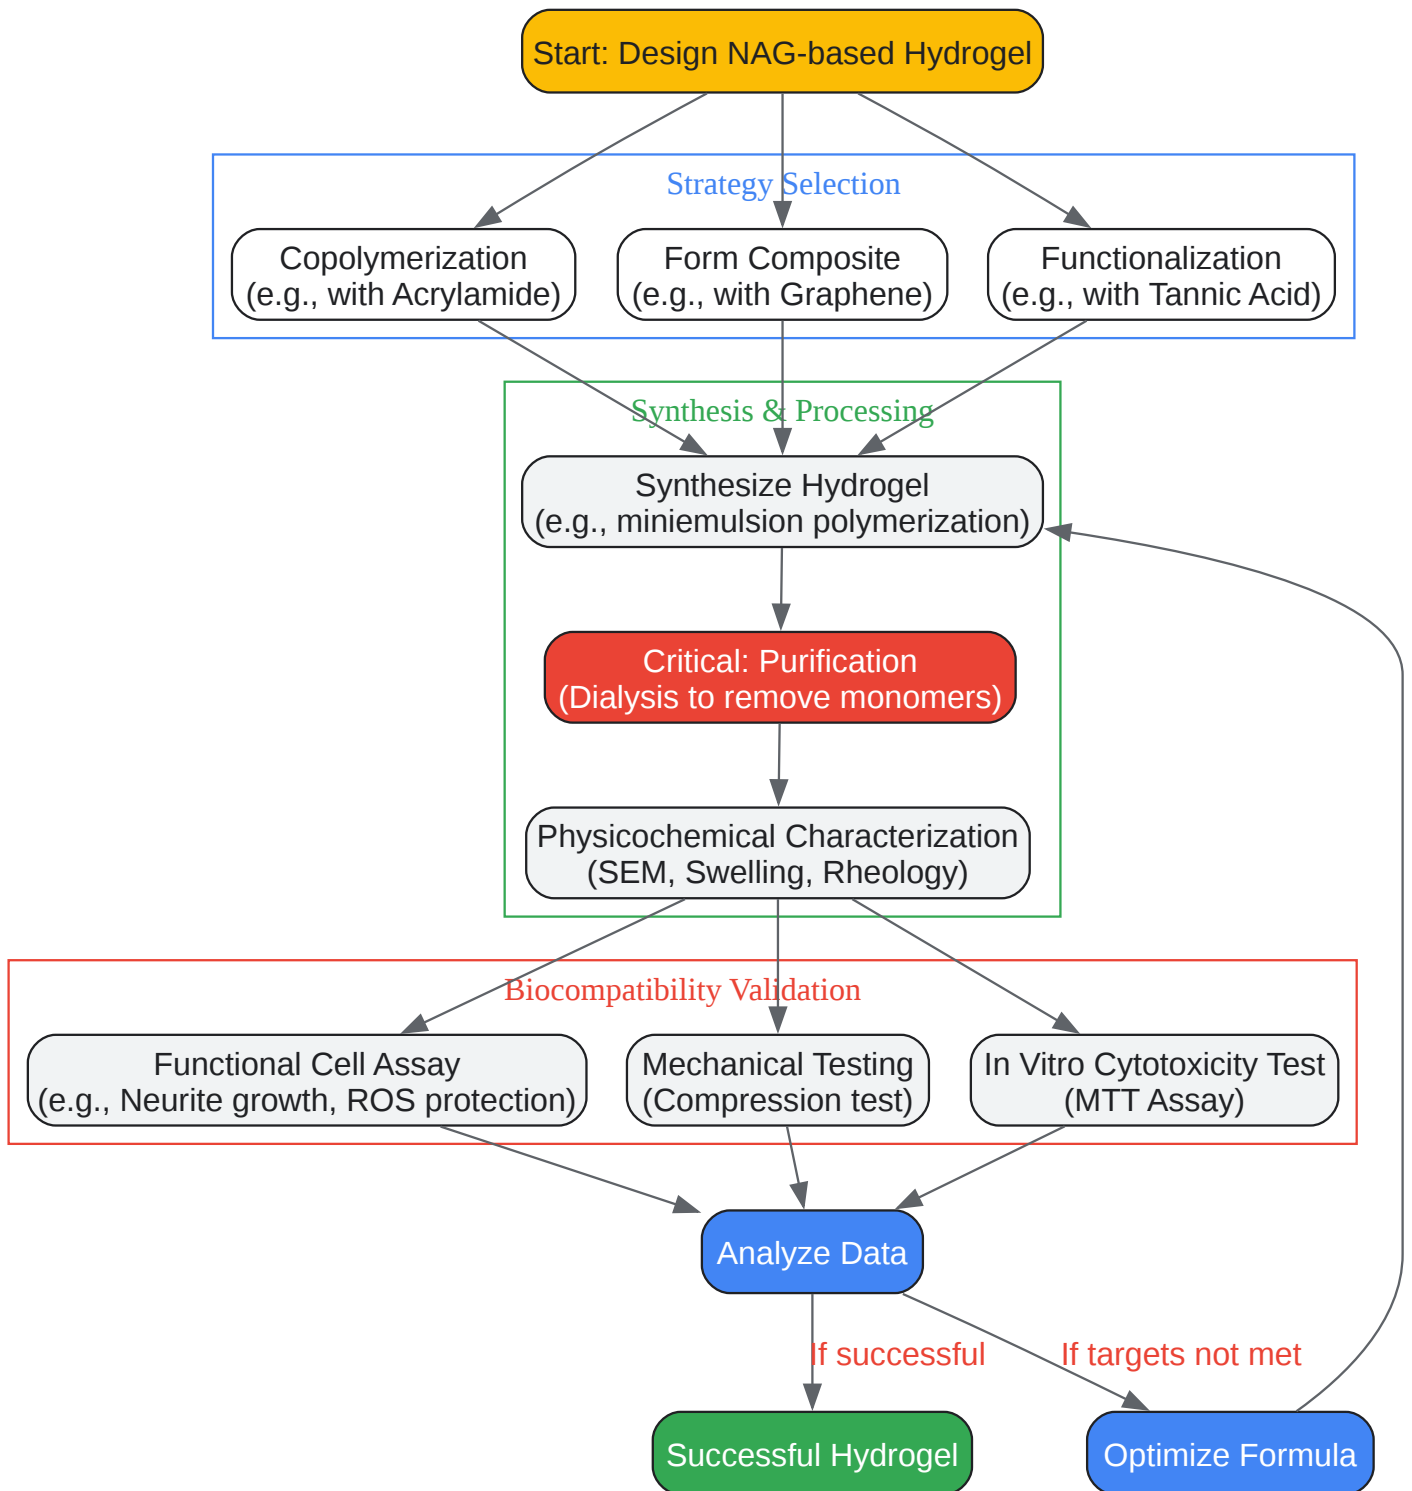 Start: Design NAG-based Hydrogel
Strategy Selection
Copolymerization
(e.g., with Acrylamide)
Form Composite
(e.g., with Graphene)
Functionalization
(e.g., with Tannic Acid)
Synthesis & Processing
Synthesize Hydrogel
(e.g., miniemulsion polymerization)
Critical: Purification
(Dialysis to remove monomers)
Physicochemical Characterization
(SEM, Swelling, Rheology)
Biocompatibility Validation
Functional Cell Assay
(e.g., Neurite growth, ROS protection)
Mechanical Testing
(Compression test)
In Vitro Cytotoxicity Test
(MTT Assay)
Analyze Data
If successful
If targets not met
Successful Hydrogel
Optimize Formula